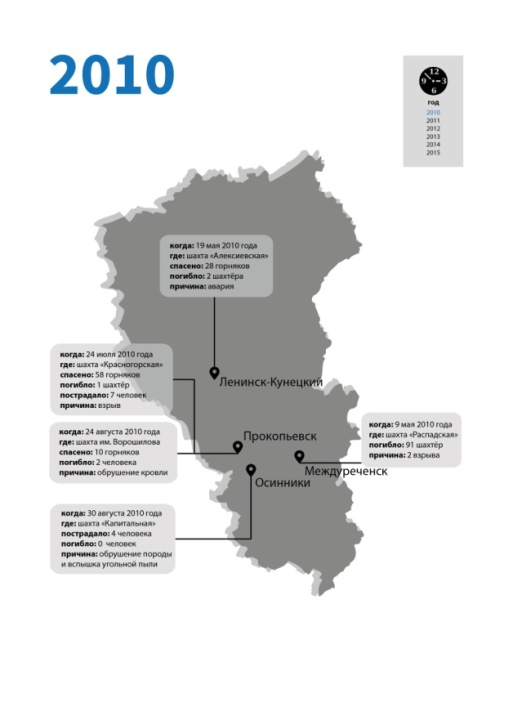 2010
12
9
3
6
год
2010
2011
2012
2013
2014
2015
когда: 19 мая 2010 года
где: шахта «Алексиевская»
спасено: 28 горняков
погибло: 2 шахтёра
причина: авария
когда: 24 июля 2010 года
где: шахта «Красногорская»
спасено: 58 горняков
погибло: 1 шахтёр
пострадало: 7 человек
причина: взрыв
Ленинск-Кунецкий
когда: 24 августа 2010 года
где: шахта им. Ворошилова
спасено: 10 горняков
погибло: 2 человека
причина: обрушение кровли
Прокопьевск
когда: 9 мая 2010 года
где: шахта «Распадская»
погибло: 91 шахтёр
причина: 2 взрыва
Междуреченск
Осинники
когда: 30 августа 2010 года
где: шахта «Капитальная»
пострадало: 4 человека
погибло: 0 человек
причина: обрушение породы
и вспышка угольной пыли